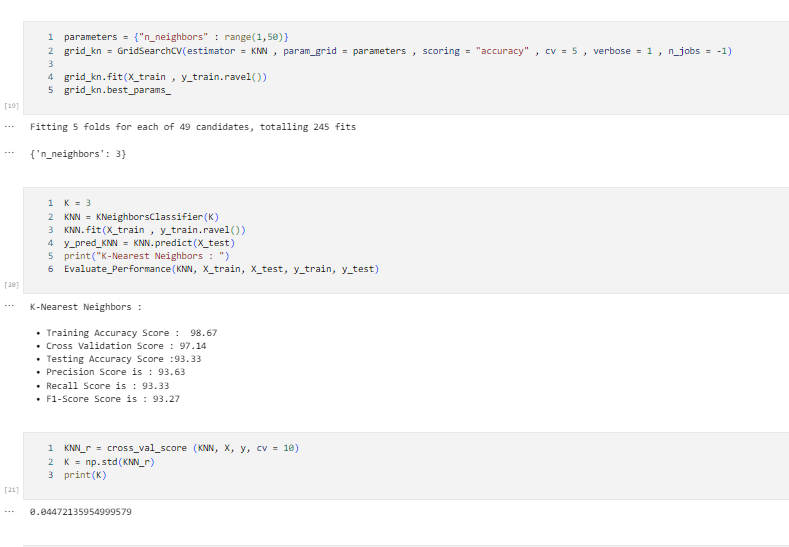 1 parameters = {"n_neighbors" : range(1,50)}
2 grid_kn = GridSearchCV(estimator = KNN , param_grid = parameters , scoring = "accuracy" , cv = 5 , verbose = 1 , n_jobs = -1)
3
4 grid_kn.fit(X_train , y_train.ravel())
5 grid_kn.best_params_
[19]
... Fitting 5 folds for each of 49 candidates, totalling 245 fits
... {'n_neighbors': 3}
1 K = 3
2 KNN = KNeighborsClassifier(K)
3 KNN.fit(X_train , y_train.ravel())
4 y_pred_KNN = KNN.predict(X_test)
5 print("K-Nearest Neighbors : ")
6 Evaluate_Performance(KNN, X_train, X_test, y_train, y_test)
[20]
... K-Nearest Neighbors :
• Training Accuracy Score :  98.67
• Cross Validation Score : 97.14
• Testing Accuracy Score :93.33
• Precision Score is : 93.63
• Recall Score is : 93.33
• F1-Score Score is : 93.27
1 KNN_r = cross_val_score (KNN, X, y, cv = 10)
2 K = np.std(KNN_r)
3 print(K)
[21]
... 0.04472135954999579